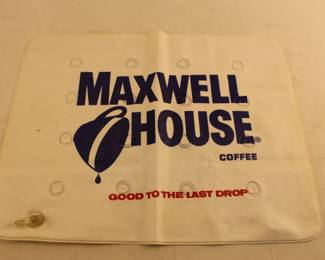 MAXWELL
HOUSE®
COFFEE
GOOD TO THE LAST DROP